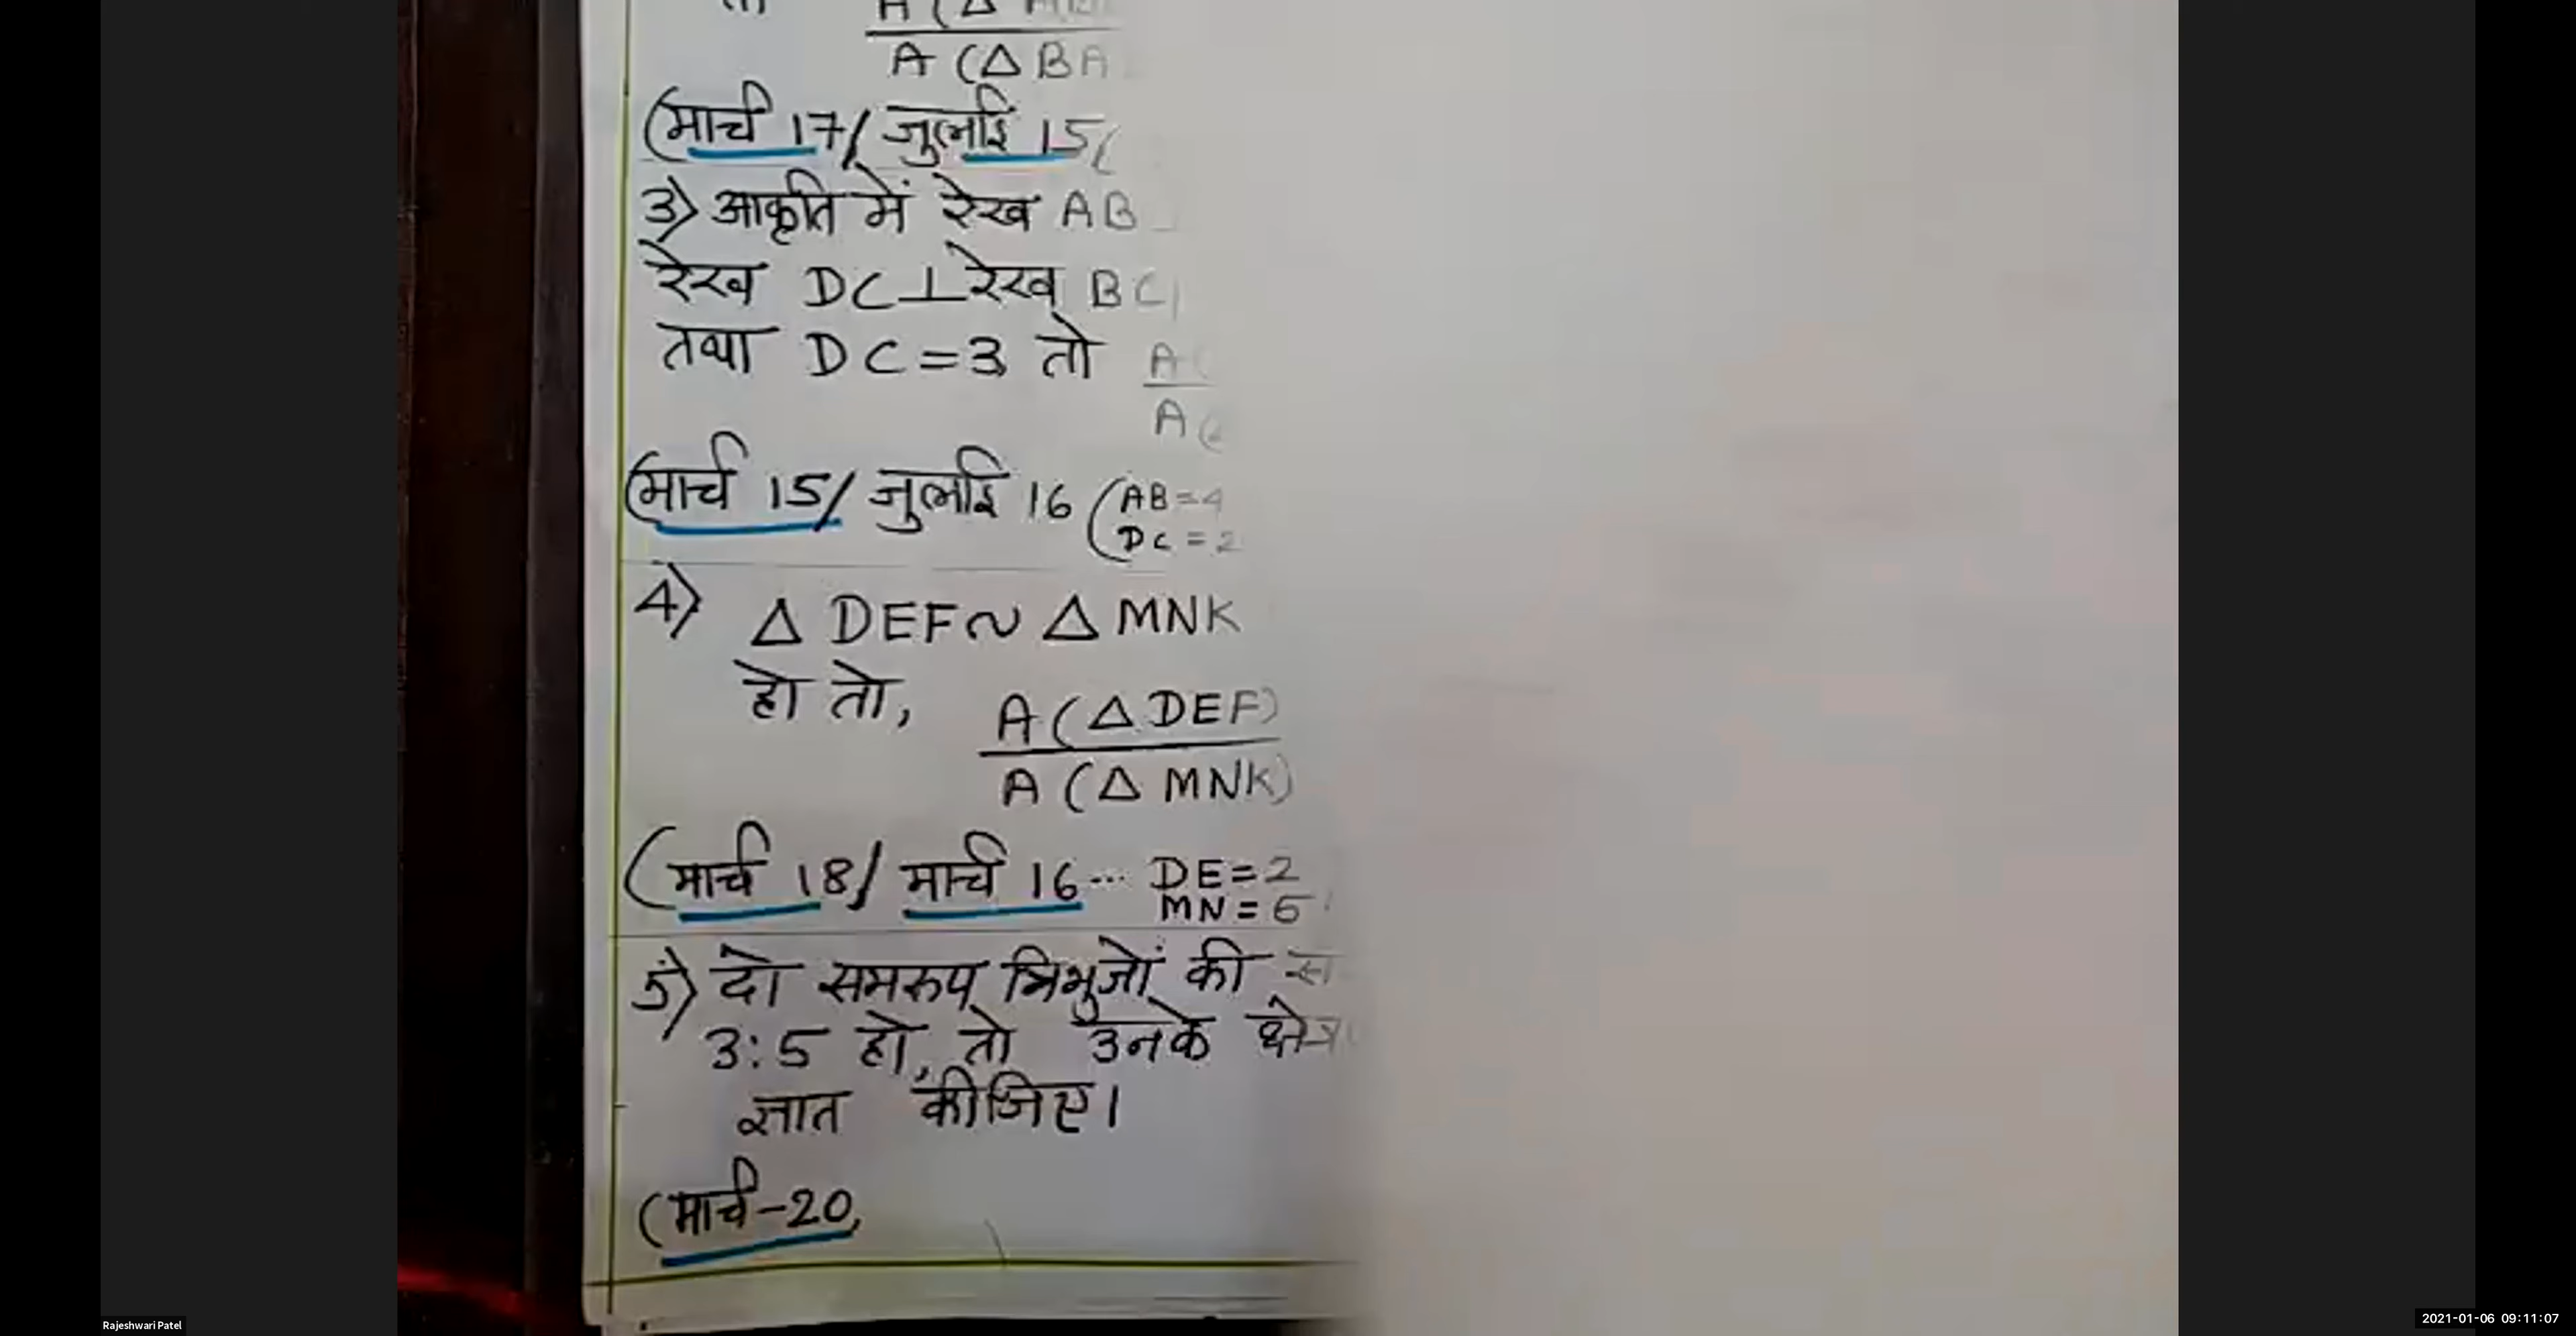 A (△ BA
(मार्च 17/ जुलाई 15(
3) आकृति में रेख AB
रेख DC⊥रेख BC,
तथा DC=3 तो A(
A(
(मार्च 15/ जुलाई 16 (AB=4
DC=2
4) △ DEF ~ △ MNK
हो तो, A(△ DEF)
A(△ MNK)
(मार्च 18/ मार्च 16... DE=2
MN=5
5) दो समरुप त्रिभुजों की
3:5 हो, तो उनके
ज्ञात कीजिए।
(मार्च-20,
Rajeshwari Patel
2021-01-06 09:11:07